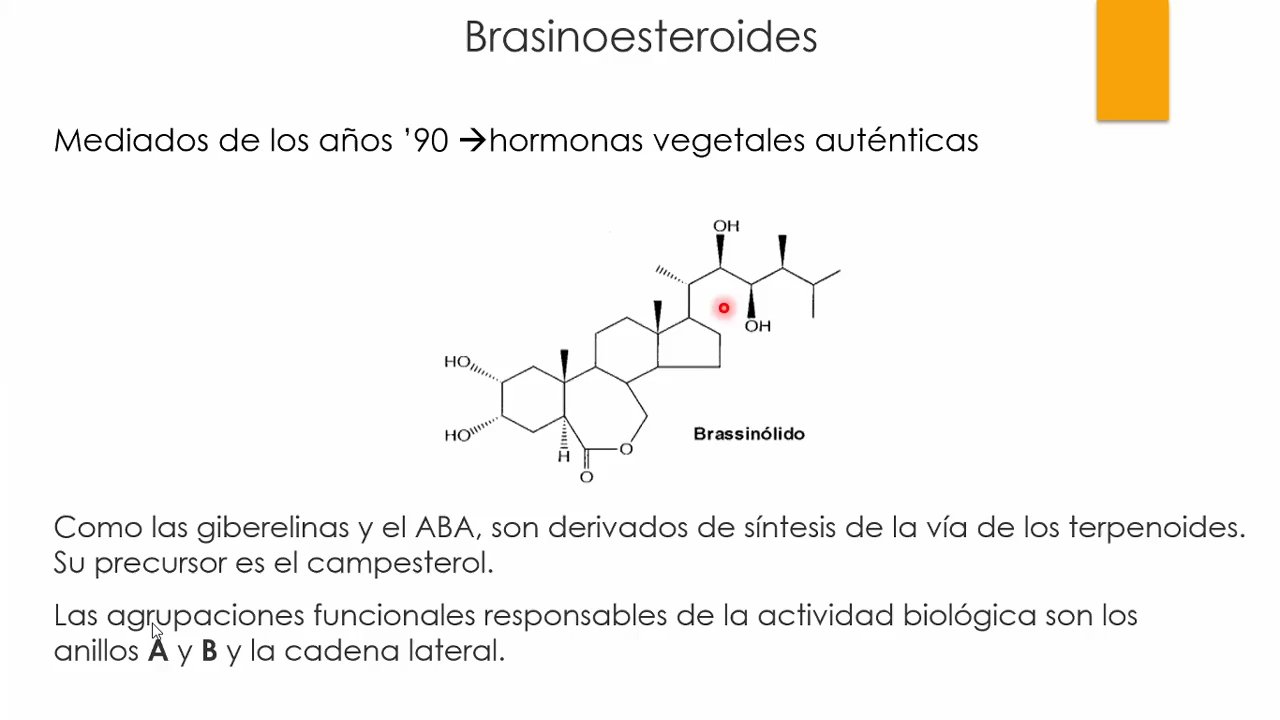 Brasinoesteroides
Mediados de los años ’90 →hormonas vegetales auténticas
OH
OH
HO
HO
H
O
O
Brassinólido
Como las giberelinas y el ABA, son derivados de síntesis de la vía de los terpenoides.
Su precursor es el campesterol.
Las agrupaciones funcionales responsables de la actividad biológica son los
anillos A y B y la cadena lateral.